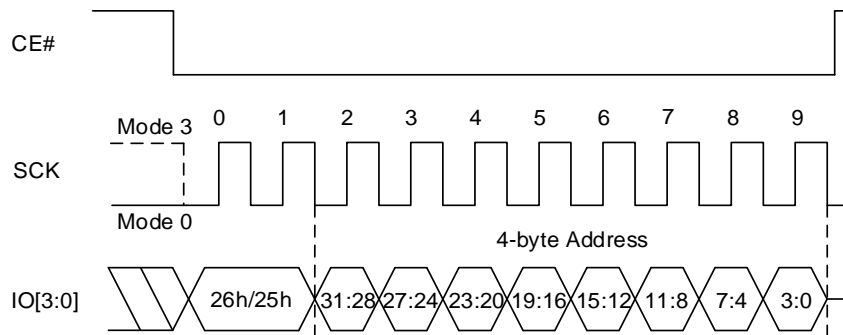 CE#
Mode 3
0 1 2 3 4 5 6 7 8 9
SCK
Mode 0
4-byte Address
IO[3:0]
26h/25h 31:28 27:24 23:20 19:16 15:12 11:8 7:4 3:0